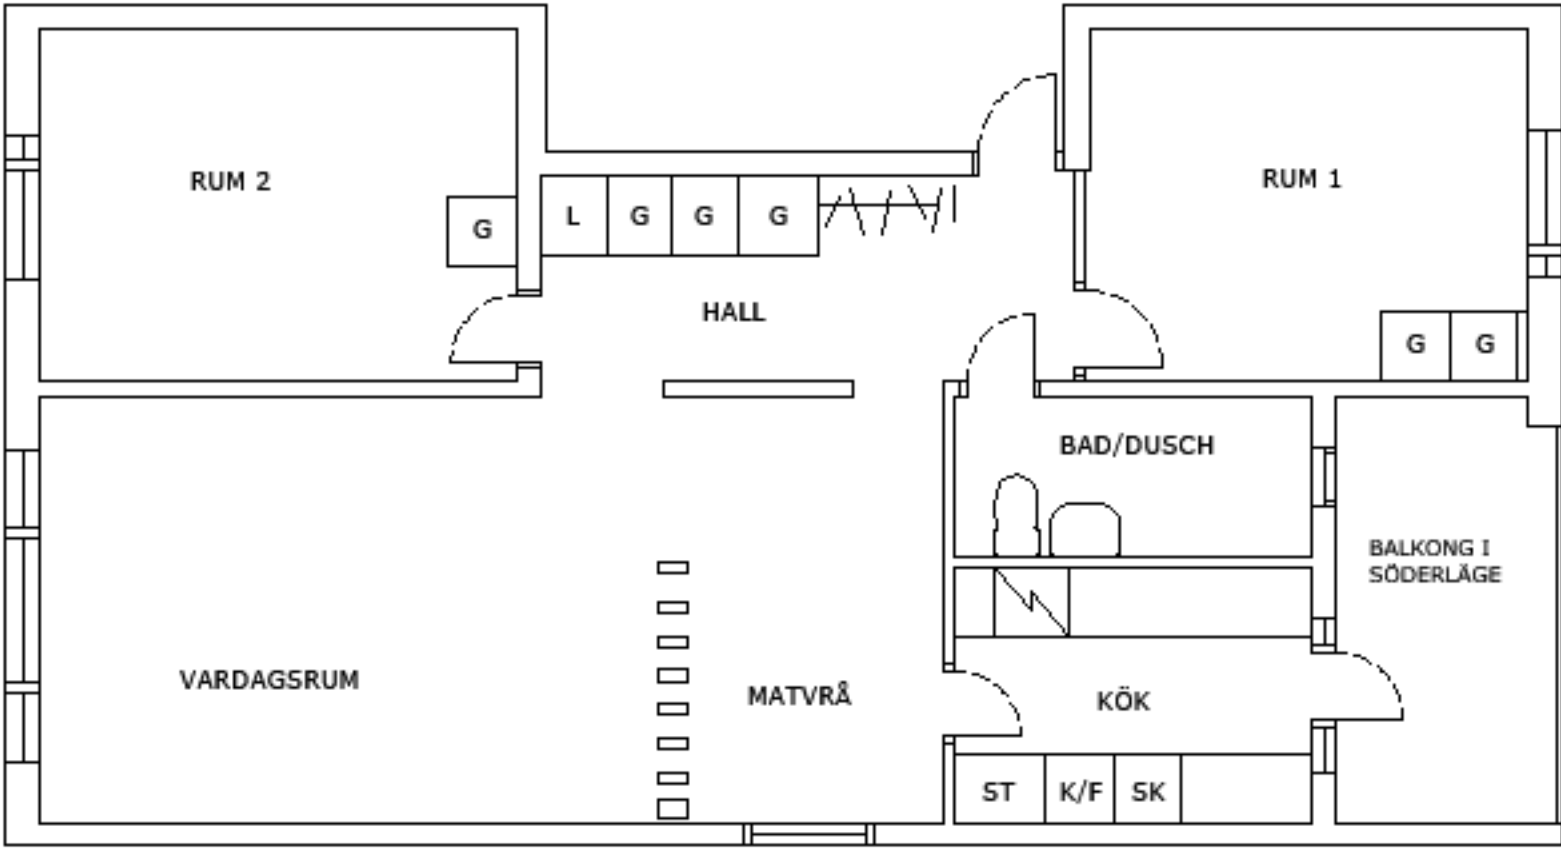 RUM 2
RUM 1
G
L
G
G
G
HALL
G
G
BAD/DUSCH
BALKONG I
SÖDERLÄGE
VARDAGSRUM
MATVRÅ
KÖK
ST
K/F
SK